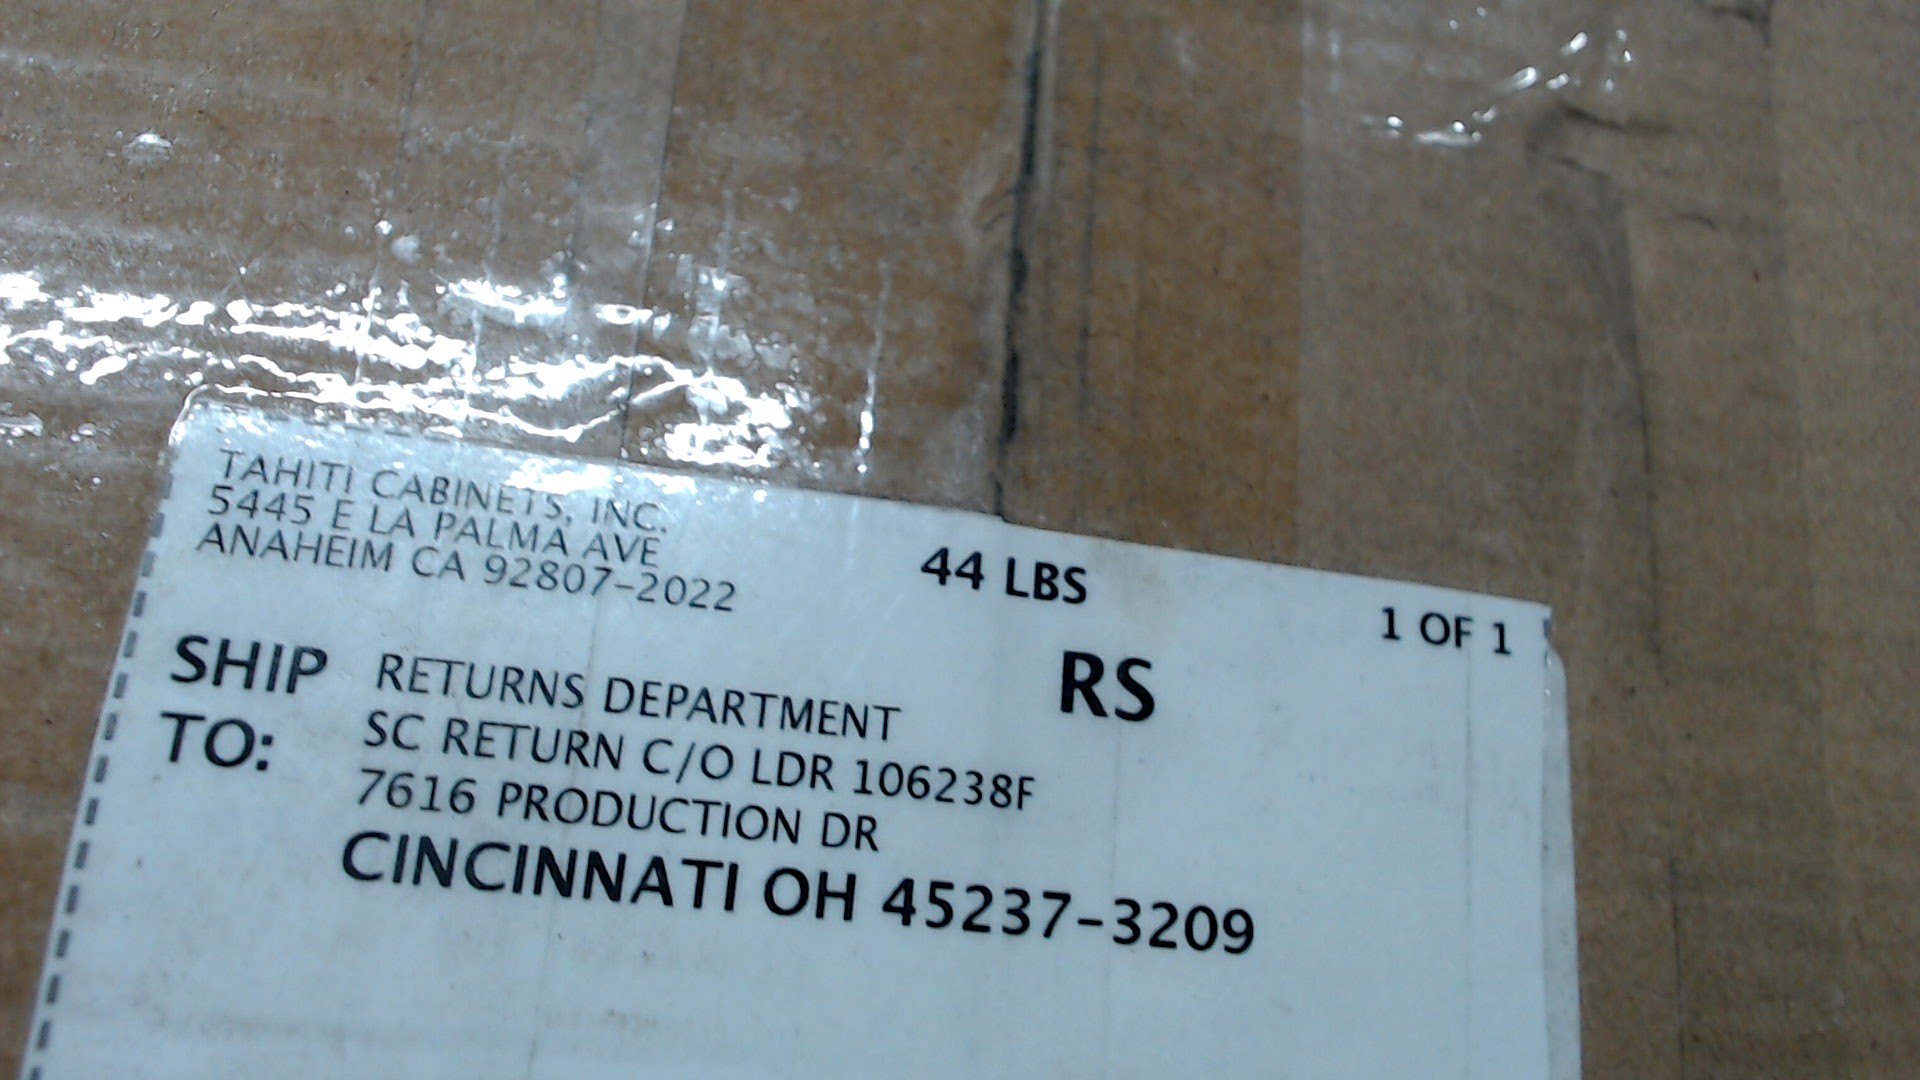 TAHITI CABINETS, INC.
5445 E LA PALMA AVE
ANAHEIM CA 92807-2022
44 LBS
1 OF 1
RS
SHIP TO:
RETURNS DEPARTMENT
SC RETURN C/O LDR 106238F
7616 PRODUCTION DR
CINCINNATI OH 45237-3209